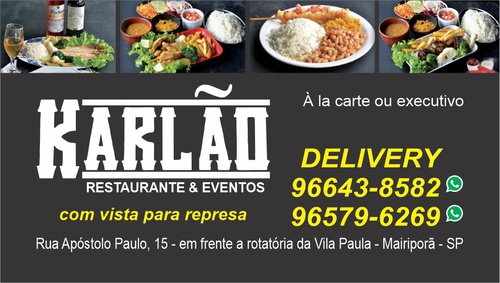 KARLÃO
RESTAURANTE & EVENTOS
com vista para represa
À la carte ou executivo
DELIVERY
96643-8582
96579-6269
Rua Apóstolo Paulo, 15 - em frente a rotatória da Vila Paula - Mairiporã - SP